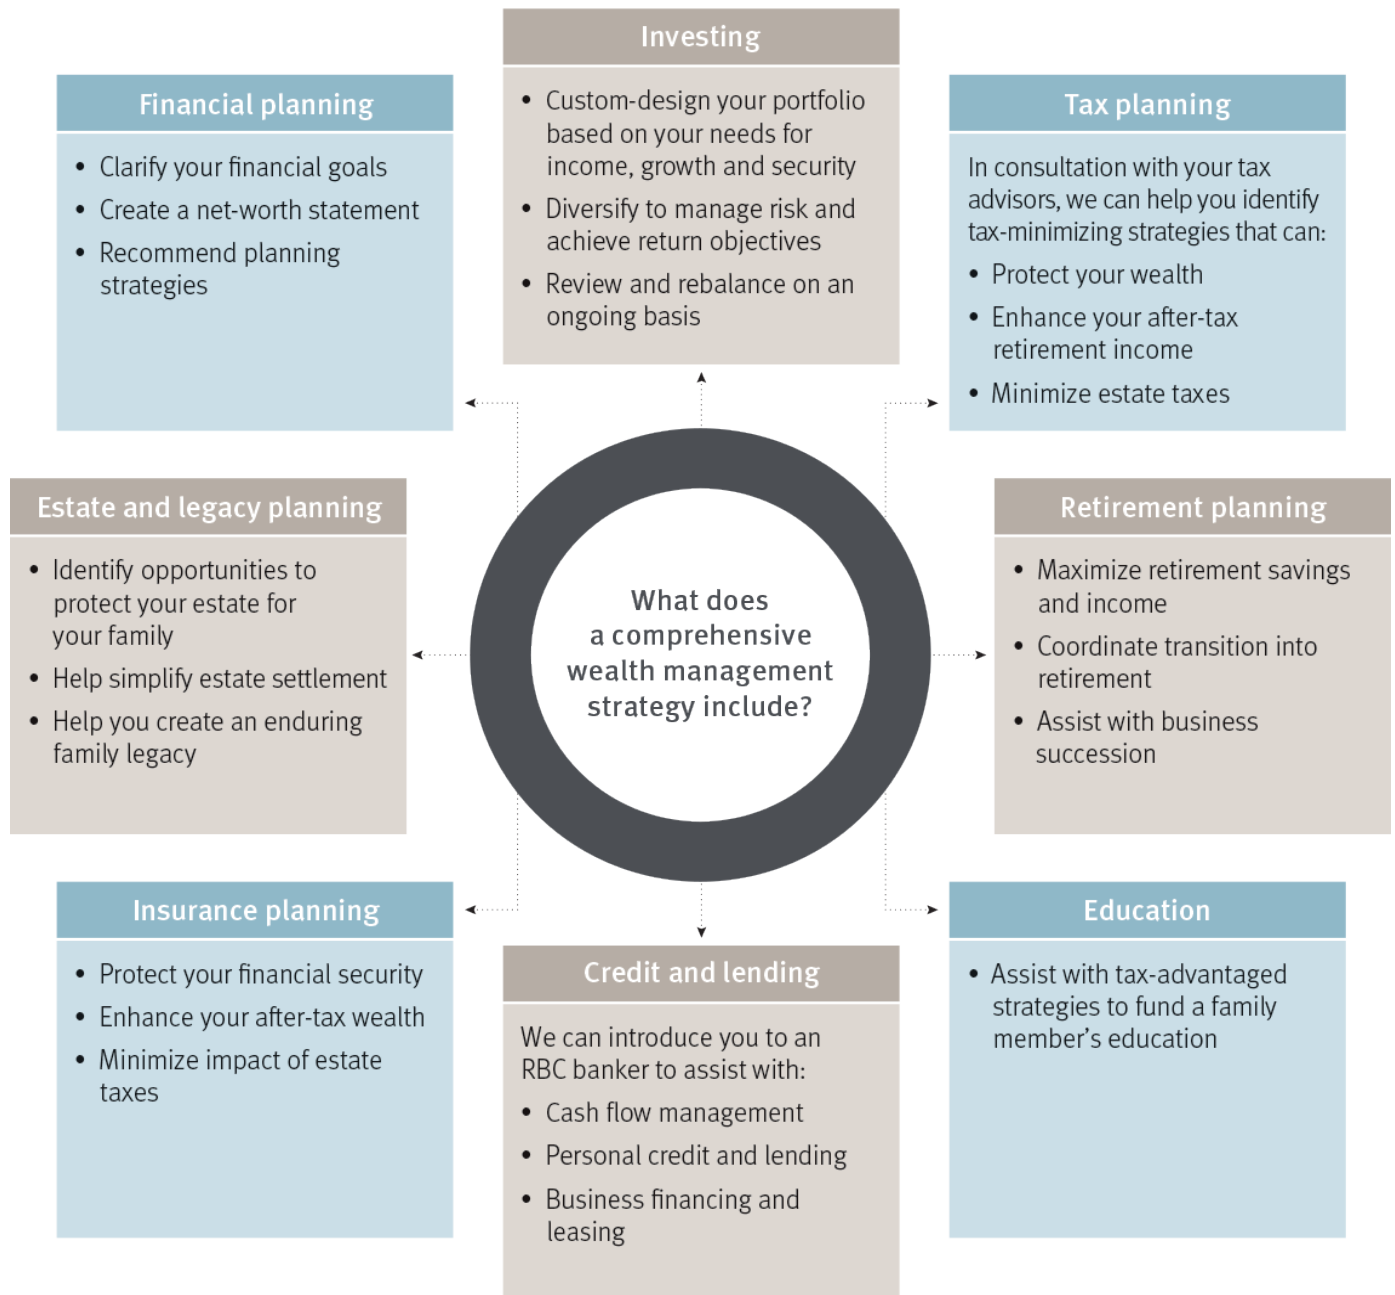 Investing
• Custom-design your portfolio
based on your needs for
income, growth and security
• Diversify to manage risk and
achieve return objectives
• Review and rebalance on an
ongoing basis
Financial planning
• Clarify your financial goals
• Create a net-worth statement
• Recommend planning
strategies
Tax planning
In consultation with your tax
advisors, we can help you identify
tax-minimizing strategies that can:
• Protect your wealth
• Enhance your after-tax
retirement income
• Minimize estate taxes
Estate and legacy planning
• Identify opportunities to
protect your estate for
your family
• Help simplify estate settlement
• Help you create an enduring
family legacy
What does
a comprehensive
wealth management
strategy include?
Retirement planning
• Maximize retirement savings
and income
• Coordinate transition into
retirement
• Assist with business
succession
Insurance planning
• Protect your financial security
• Enhance your after-tax wealth
• Minimize impact of estate
taxes
Credit and lending
We can introduce you to an
RBC banker to assist with:
• Cash flow management
• Personal credit and lending
• Business financing and
leasing
Education
• Assist with tax-advantaged
strategies to fund a family
member’s education